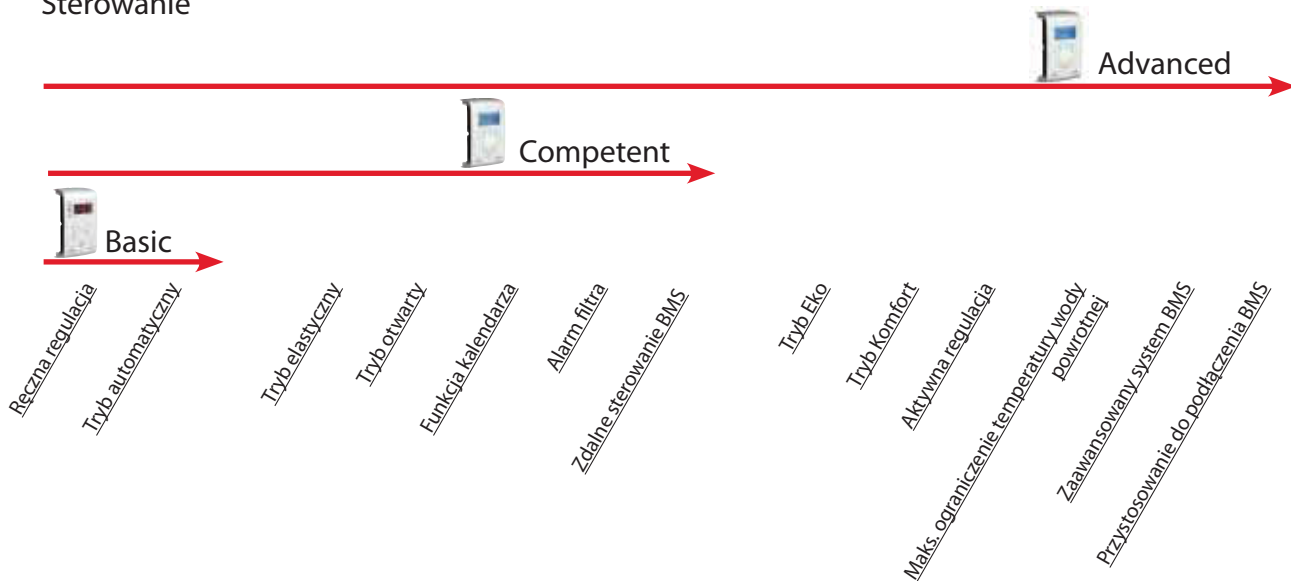 Sterowanie
Advanced
Competent
Basic
Ręczna regulacja
Tryb automatyczny
Tryb elastyczny
Tryb otwarty
Funkcja kalendarza
Alarm filtra
Zdalne sterowanie BMS
Tryb Eko
Tryb Komfort
Aktywna regulacja
Maks. ograniczenie temperatury wody
powrotnej
Zaawansowany system BMS
Przystosowanie do podłączenia BMS